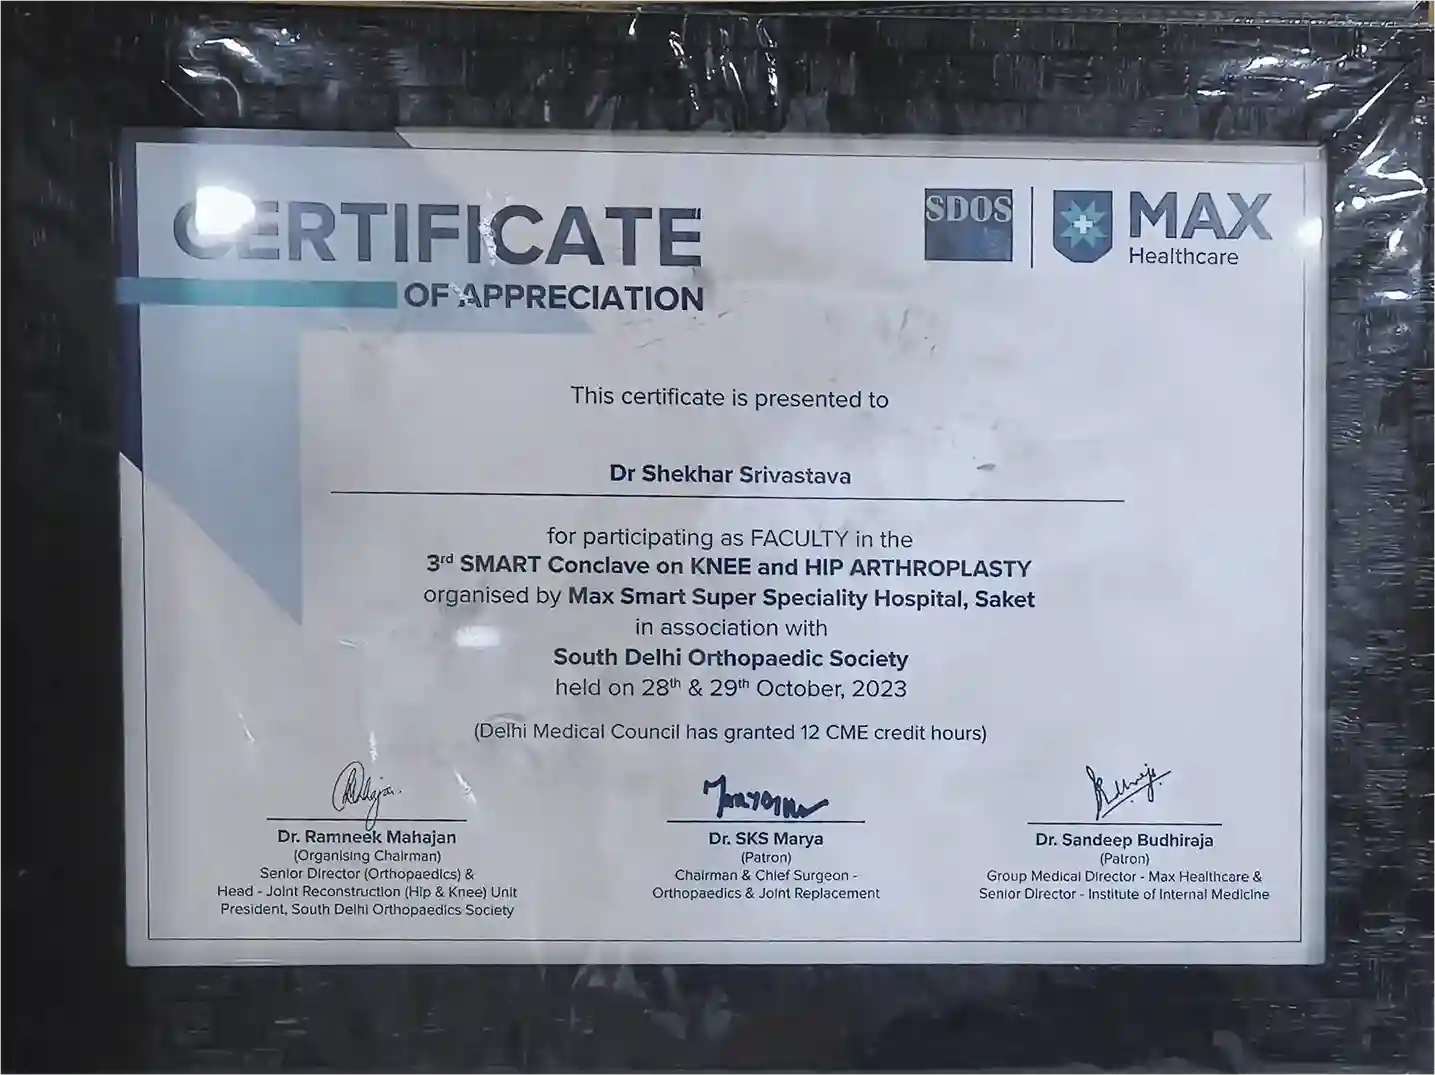 CERTIFICATE
OF APPRECIATION
SDOS
MAX
Healthcare
This certificate is presented to
Dr Shekhar Srivastava
for participating as FACULTY in the
3rd SMART Conclave on KNEE and HIP ARTHROPLASTY
organised by Max Smart Super Speciality Hospital, Saket
in association with
South Delhi Orthopaedic Society
held on 28th & 29th October, 2023
(Delhi Medical Council has granted 12 CME credit hours)
Dr. Ramneek Mahajan
(Organising Chairman)
Senior Director (Orthopaedics) &
Head - Joint Reconstruction (Hip & Knee) Unit
President, South Delhi Orthopaedics Society
Dr. SKS Marya
(Patron)
Chairman & Chief Surgeon -
Orthopaedics & Joint Replacement
Dr. Sandeep Budhiraja
(Patron)
Group Medical Director - Max Healthcare &
Senior Director - Institute of Internal Medicine